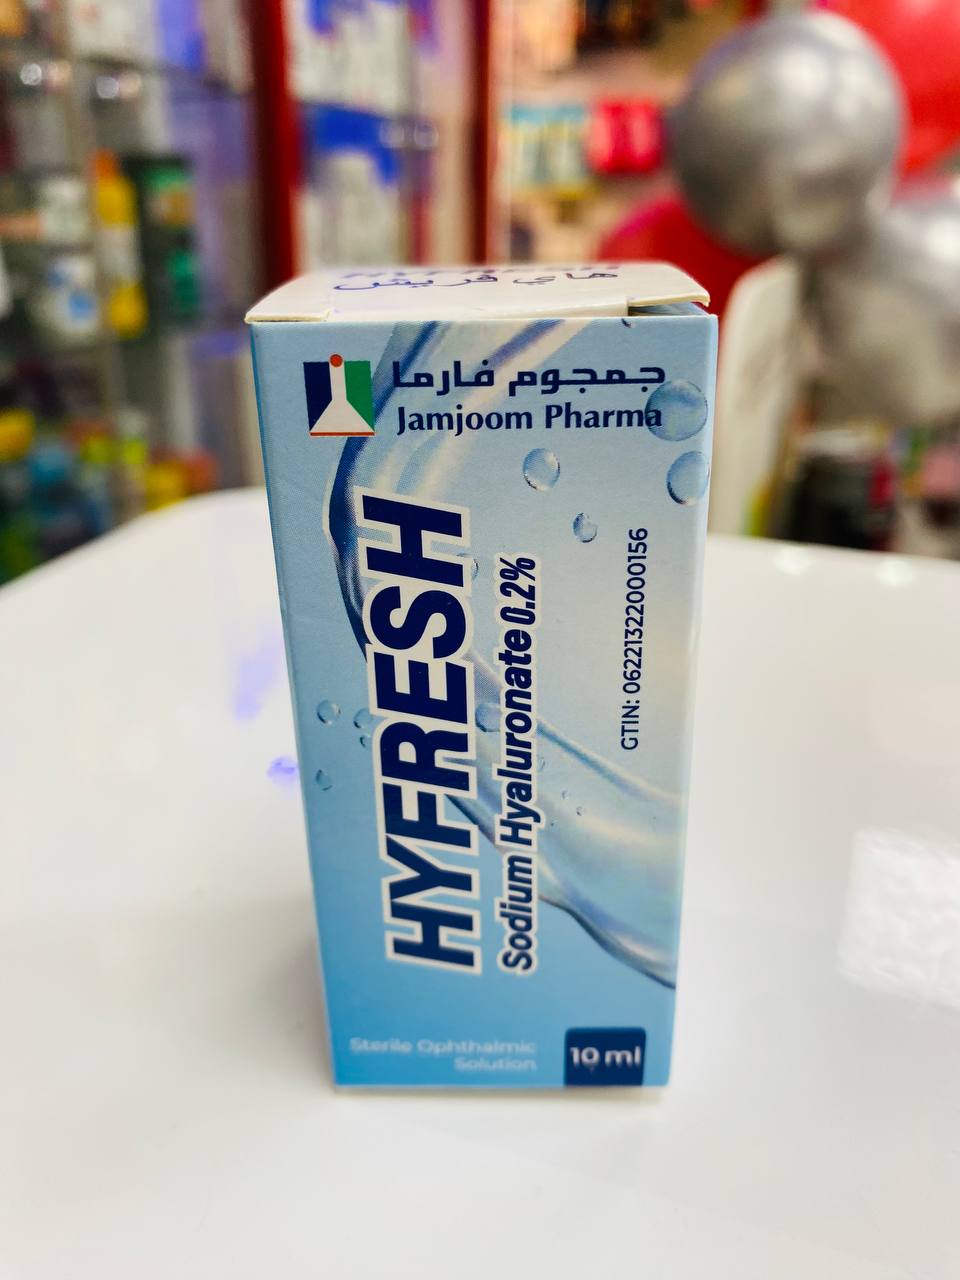 هاي فريش
جمجوم فارما
Jamjoom Pharma
HYFRESH
Sodium Hyaluronate 0.2%
GTIN: 06221322000156
Sterile Ophthalmic
Solution
10 ml